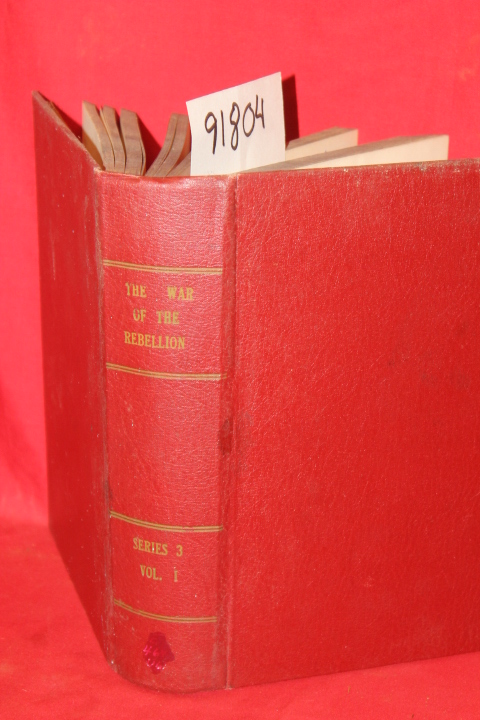 91804
THE WAR
OF THE
REBELLION
SERIES 3
VOL. I